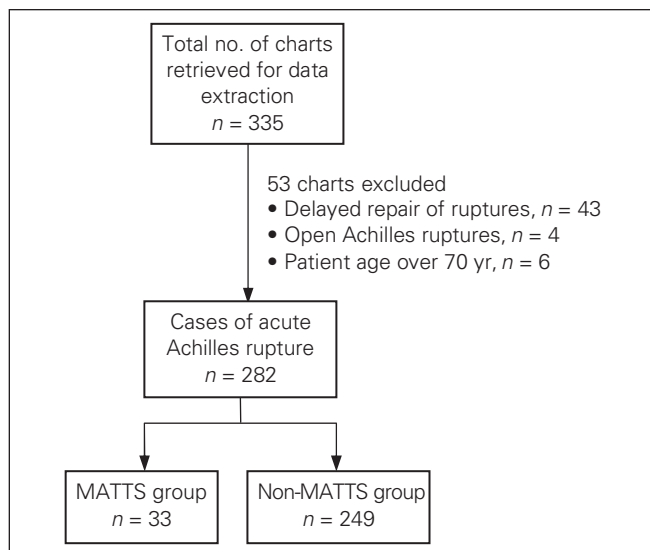 Total no. of charts
retrieved for data
extraction
n = 335
53 charts excluded
• Delayed repair of ruptures, n = 43
• Open Achilles ruptures, n = 4
• Patient age over 70 yr, n = 6
Cases of acute
Achilles rupture
n = 282
MATTS group
n = 33
Non-MATTS group
n = 249